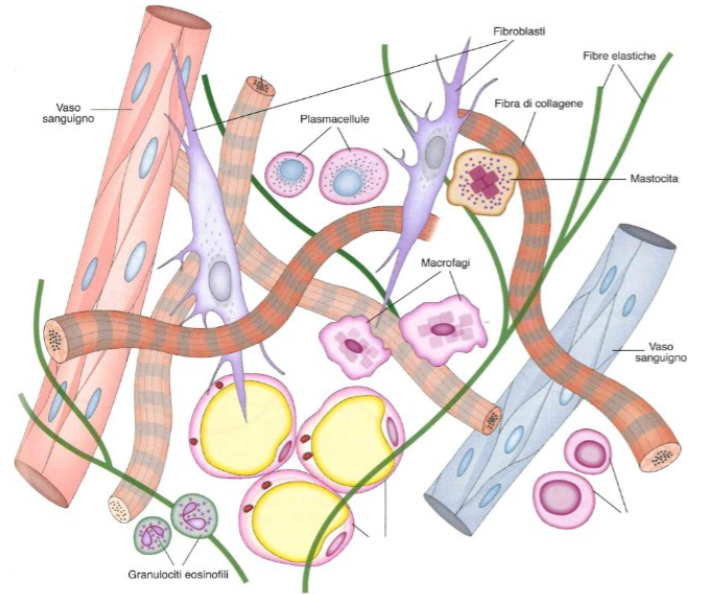 Fibroblasti
Fibre elastiche
Vaso
sanguigno
Fibra di collagene
Plasmacellule
Mastocita
Macrofagi
Vaso
sanguigno
Granulociti eosinofili